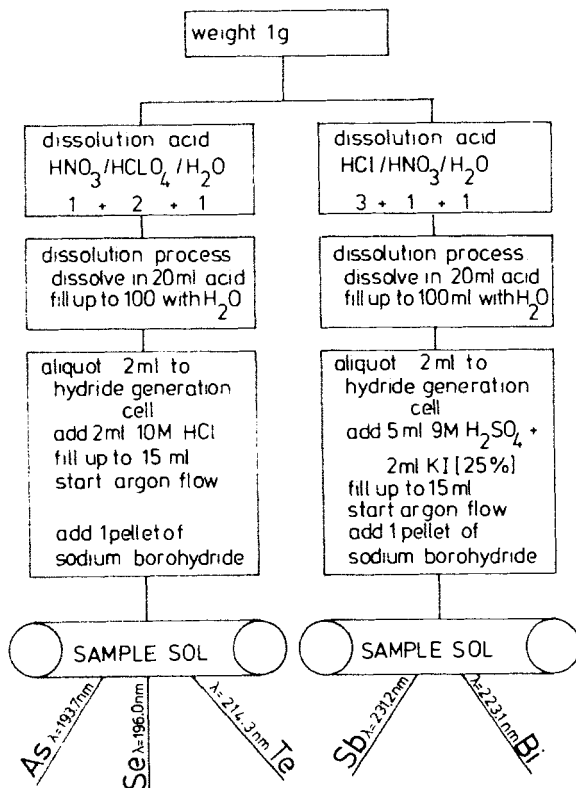 weight 1g
dissolution acid
HNO3/HCLO4/H2O
1 + 2 + 1
dissolution process
dissolve in 20ml acid
fill up to 100 with H2O
aliquot 2ml to
hydride generation
cell
add 2ml 10M HCl
fill up to 15 ml
start argon flow
add 1 pellet of
sodium borohydride
SAMPLE SOL
As λ=193.7nm
Se λ=196.0nm
λ=214.3nm Te
dissolution acid
HCl/HNO3/H2O
3 + 1 + 1
dissolution process
dissolve in 20ml acid
fill up to 100ml with H2O
aliquot 2ml to
hydride generation
cell
add 5ml 9M H2SO4 +
2ml KI [25%]
fill up to 15ml
start argon flow
add 1 pellet of
sodium borohydride
SAMPLE SOL
Sb λ=231.2nm
λ=223.1nm Bi